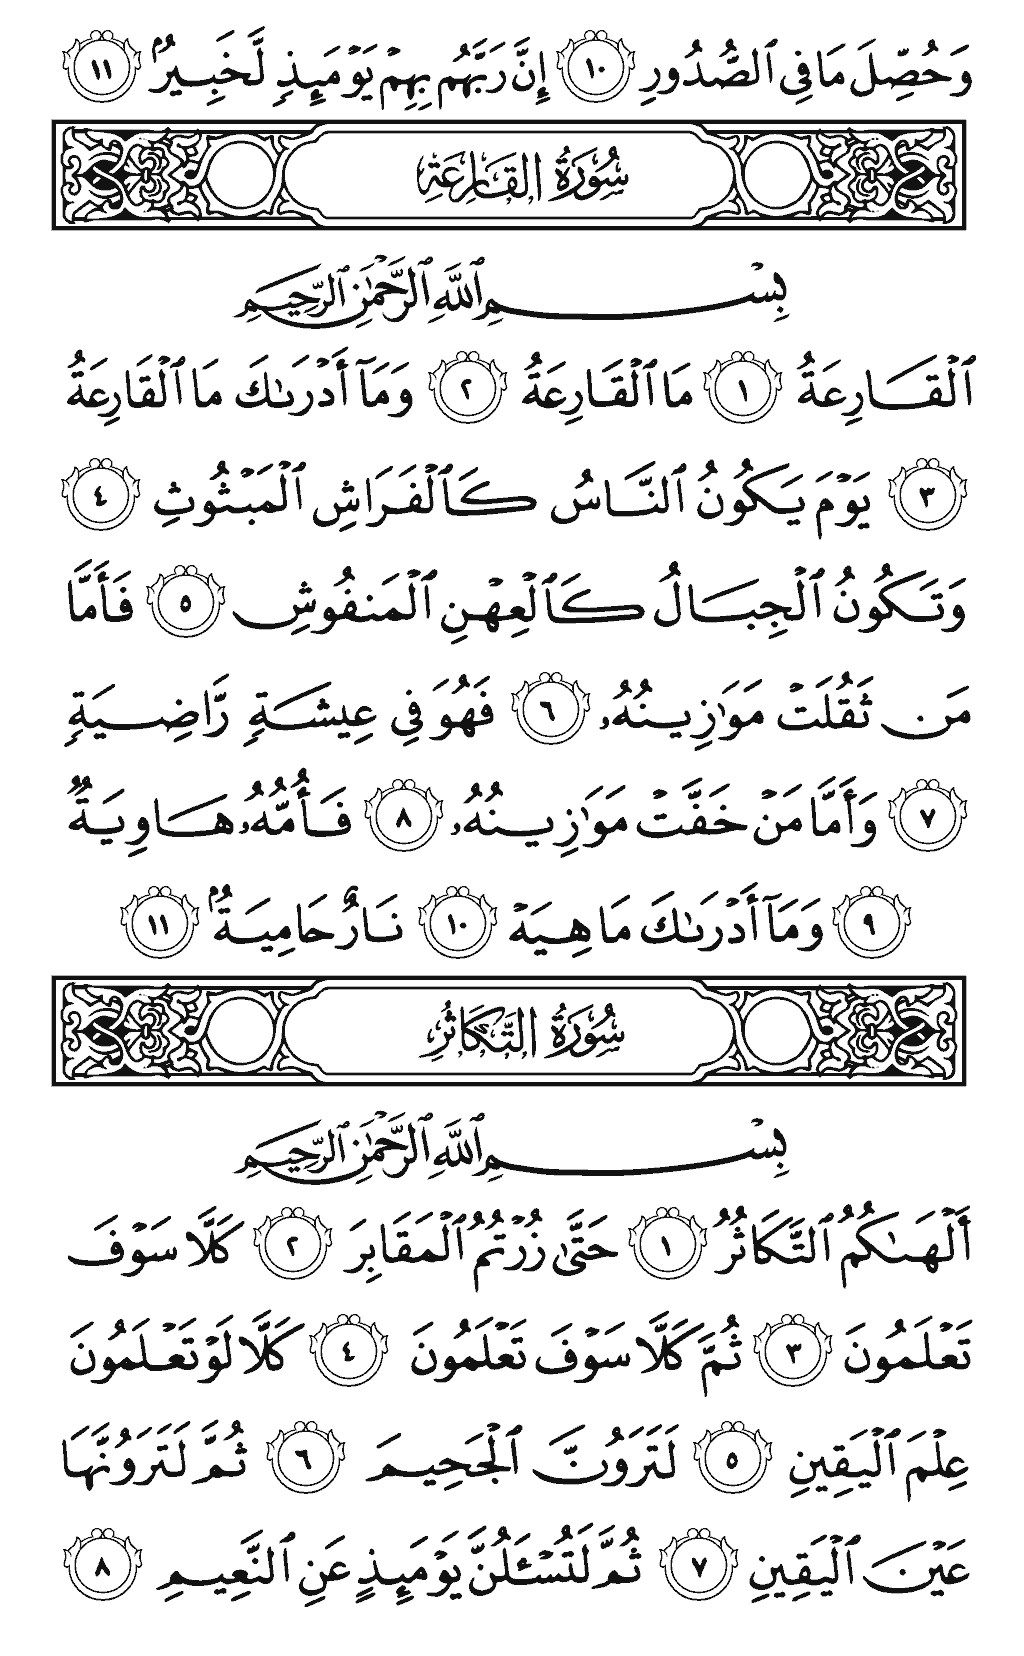 وَحُصِّلَ مَا فِي ٱلصُّدُورِ ١٠ إِنَّ رَبَّهُم بِهِمْ يَوْمَئِذٍ لَّخَبِيرٌۢ ١١
سُورَةُ القَارِعَةِ
بِسْمِ ٱللَّهِ ٱلرَّحْمَٰنِ ٱلرَّحِيمِ
ٱلْقَارِعَةُ ١ مَا ٱلْقَارِعَةُ ٢ وَمَآ أَدْرَىٰكَ مَا ٱلْقَارِعَةُ
٣ يَوْمَ يَكُونُ ٱلنَّاسُ كَٱلْفَرَاشِ ٱلْمَبْثُوثِ ٤
وَتَكُونُ ٱلْجِبَالُ كَٱلْعِهْنِ ٱلْمَنفُوشِ ٥ فَأَمَّا
مَن ثَقُلَتْ مَوَٰزِينُهُۥ ٦ فَهُوَ فِي عِيشَةٍ رَّاضِيَةٍ
٧ وَأَمَّا مَنْ خَفَّتْ مَوَٰزِينُهُۥ ٨ فَأُمُّهُۥ هَاوِيَةٌ
٩ وَمَآ أَدْرَىٰكَ مَا هِيَهْ ١٠ نَارٌ حَامِيَةٌۢ ١١
سُورَةُ التَّكَاثُرِ
بِسْمِ ٱللَّهِ ٱلرَّحْمَٰنِ ٱلرَّحِيمِ
أَلْهَىٰكُمُ ٱلتَّكَاثُرُ ١ حَتَّىٰ زُرْتُمُ ٱلْمَقَابِرَ ٢ كَلَّا سَوْفَ
تَعْلَمُونَ ٣ ثُمَّ كَلَّا سَوْفَ تَعْلَمُونَ ٤ كَلَّا لَوْ تَعْلَمُونَ
عِلْمَ ٱلْيَقِينِ ٥ لَتَرَوُنَّ ٱلْجَحِيمَ ٦ ثُمَّ لَتَرَوُنَّهَا
عَيْنَ ٱلْيَقِينِ ٧ ثُمَّ لَتُسْـَٔلُنَّ يَوْمَئِذٍ عَنِ ٱلنَّعِيمِ ٨